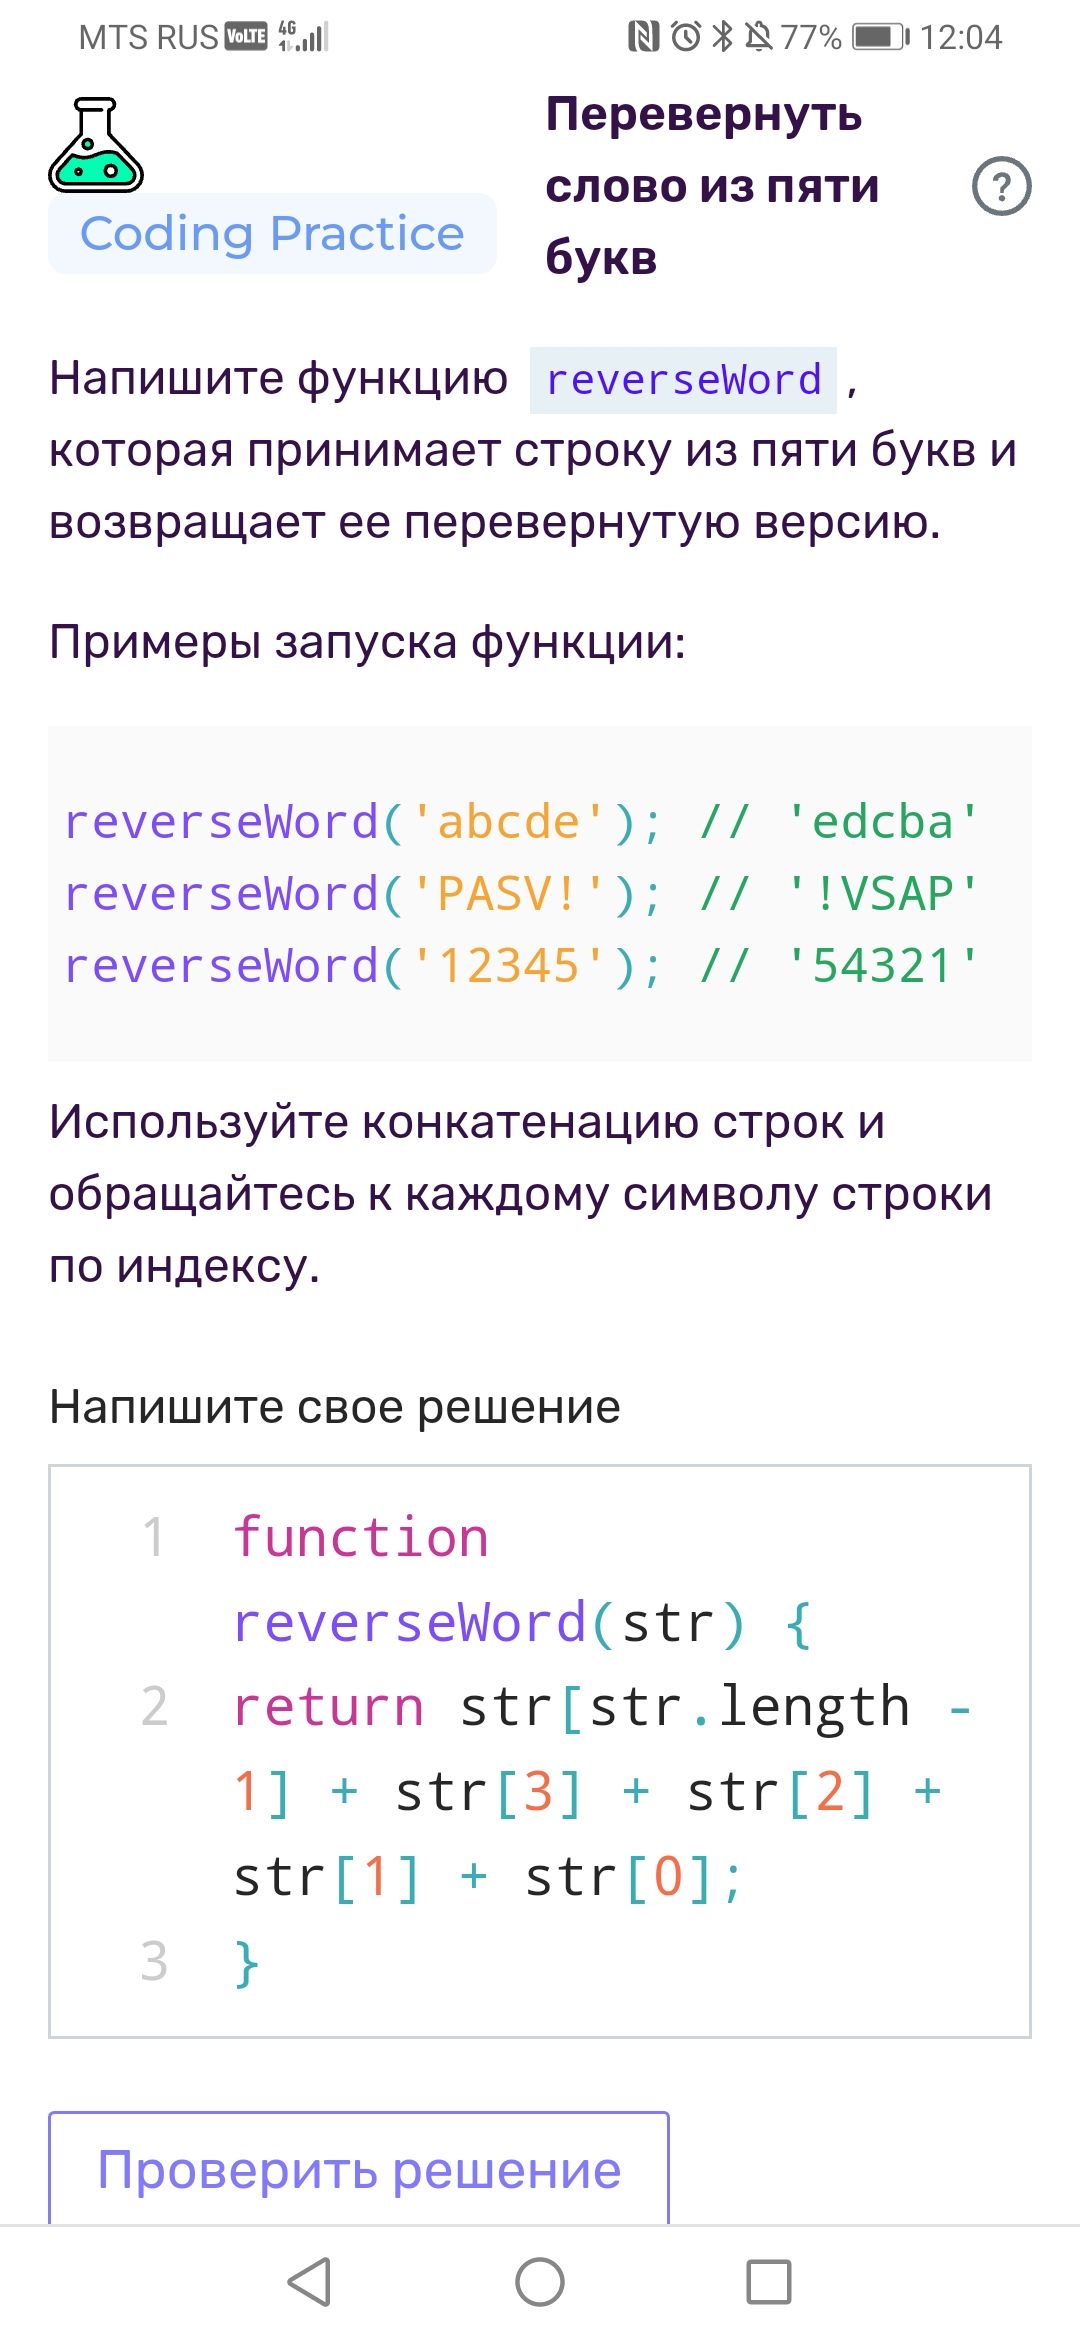 MTS RUS VoLTE 4G 77% 12:04
Перевернуть
слово из пяти
букв
?
Coding Practice
Напишите функцию reverseWord ,
которая принимает строку из пяти букв и
возвращает ее перевернутую версию.
Примеры запуска функции:
reverseWord('abcde'); // 'edcba'
reverseWord('PASV!'); // '!VSAP'
reverseWord('12345'); // '54321'
Используйте конкатенацию строк и
обращайтесь к каждому символу строки
по индексу.
Напишите свое решение
1 function
reverseWord(str) {
2 return str[str.length -
1] + str[3] + str[2] +
str[1] + str[0];
3 }
Проверить решение